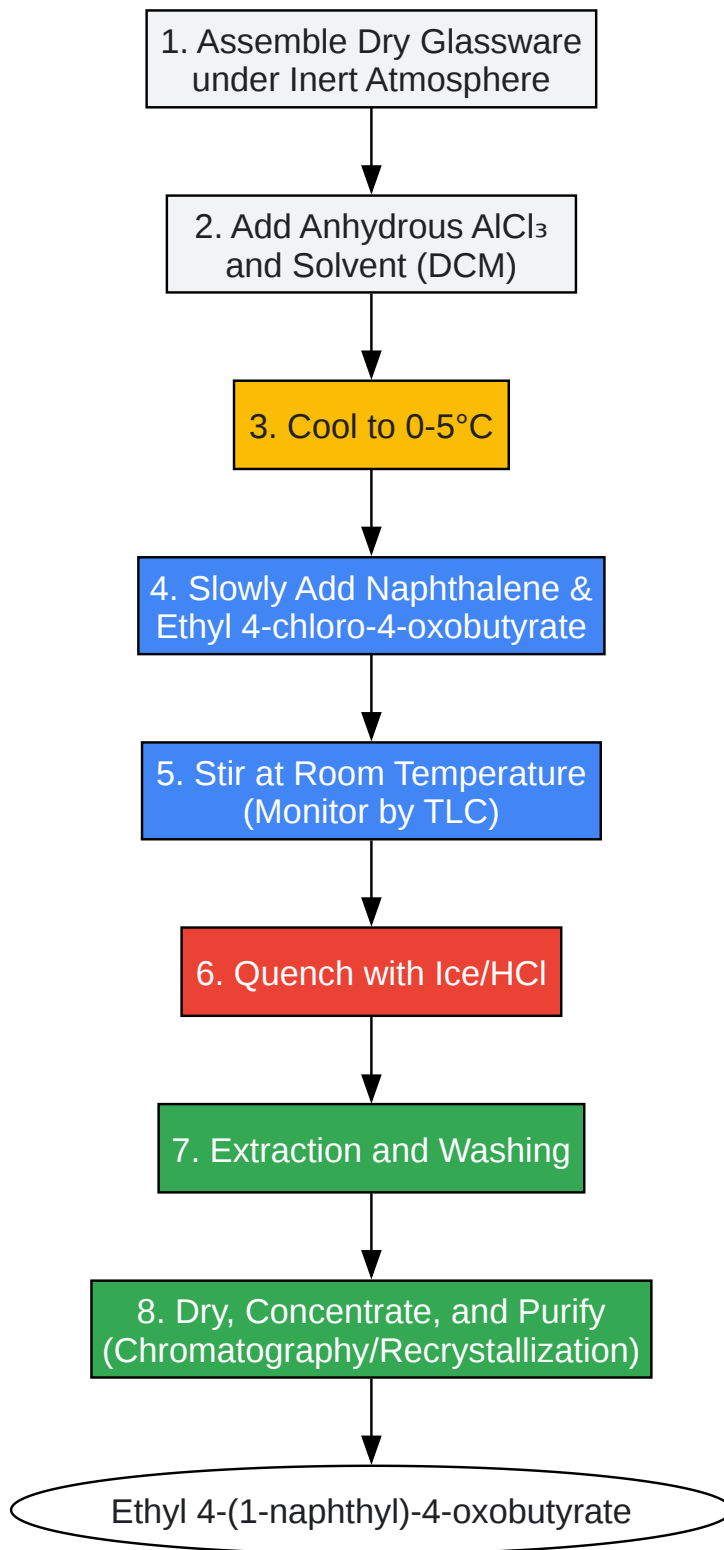 1. Assemble Dry Glassware
under Inert Atmosphere
2. Add Anhydrous AlCl₃
and Solvent (DCM)
3. Cool to 0-5°C
4. Slowly Add Naphthalene &
Ethyl 4-chloro-4-oxobutyrate
5. Stir at Room Temperature
(Monitor by TLC)
6. Quench with Ice/HCl
7. Extraction and Washing
8. Dry, Concentrate, and Purify
(Chromatography/Recrystallization)
Ethyl 4-(1-naphthyl)-4-oxobutyrate